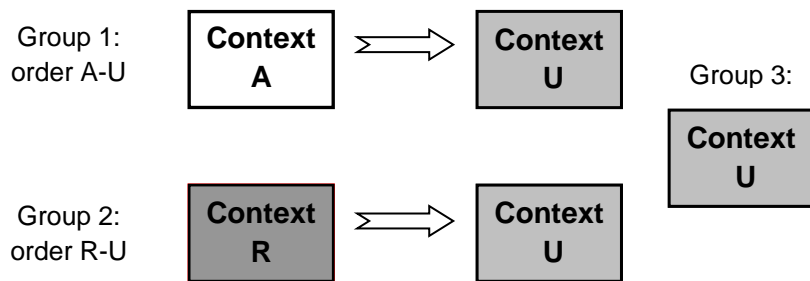 Group 1:
order A-U
Context
A
Context
U
Group 3:
Context
U
Group 2:
order R-U
Context
R
Context
U